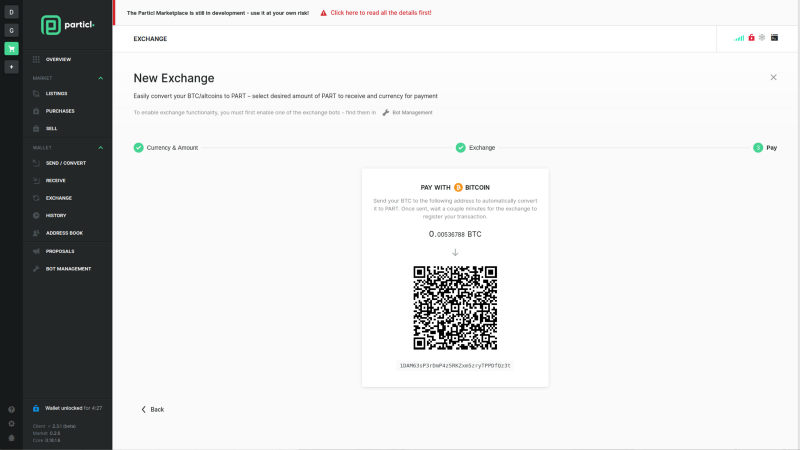 D
The Particl Marketplace is still in development - use it at your own risk!
Click here to read all the details first!
G
particl
EXCHANGE
+
OVERVIEW
MARKET
LISTINGS
PURCHASES
SELL
WALLET
SEND / CONVERT
RECEIVE
EXCHANGE
HISTORY
ADDRESS BOOK
PROPOSALS
BOT MANAGEMENT
New Exchange
Easily convert your BTC/altcoins to PART – select desired amount of PART to receive and currency for payment
To enable exchange functionality, you must first enable one of the exchange bots – find them in Bot Management
Currency & Amount
Exchange
3 Pay
PAY WITH BITCOIN
Send your BTC to the following address to automatically convert
it to PART. Once sent, wait a couple minutes for the exchange to
register your transaction.
0.00536788 BTC
Back
Wallet unlocked for 4:27
Client 2.3.1 (beta)
Market 0.2.6
Core 0.19.1.6